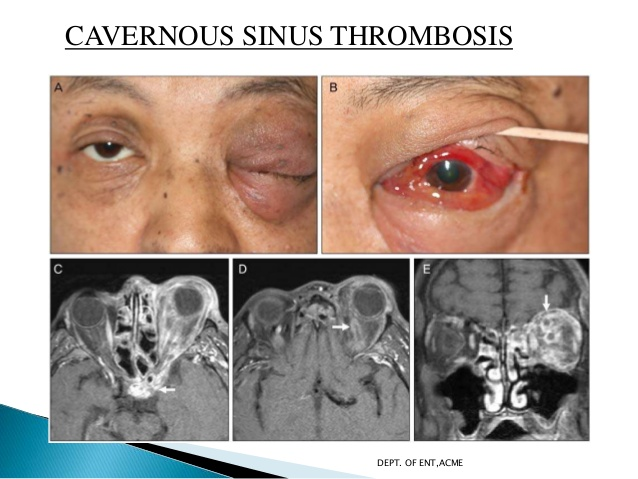 CAVERNOUS SINUS THROMBOSIS
A
B
C
D
E
DEPT. OF ENT,ACME